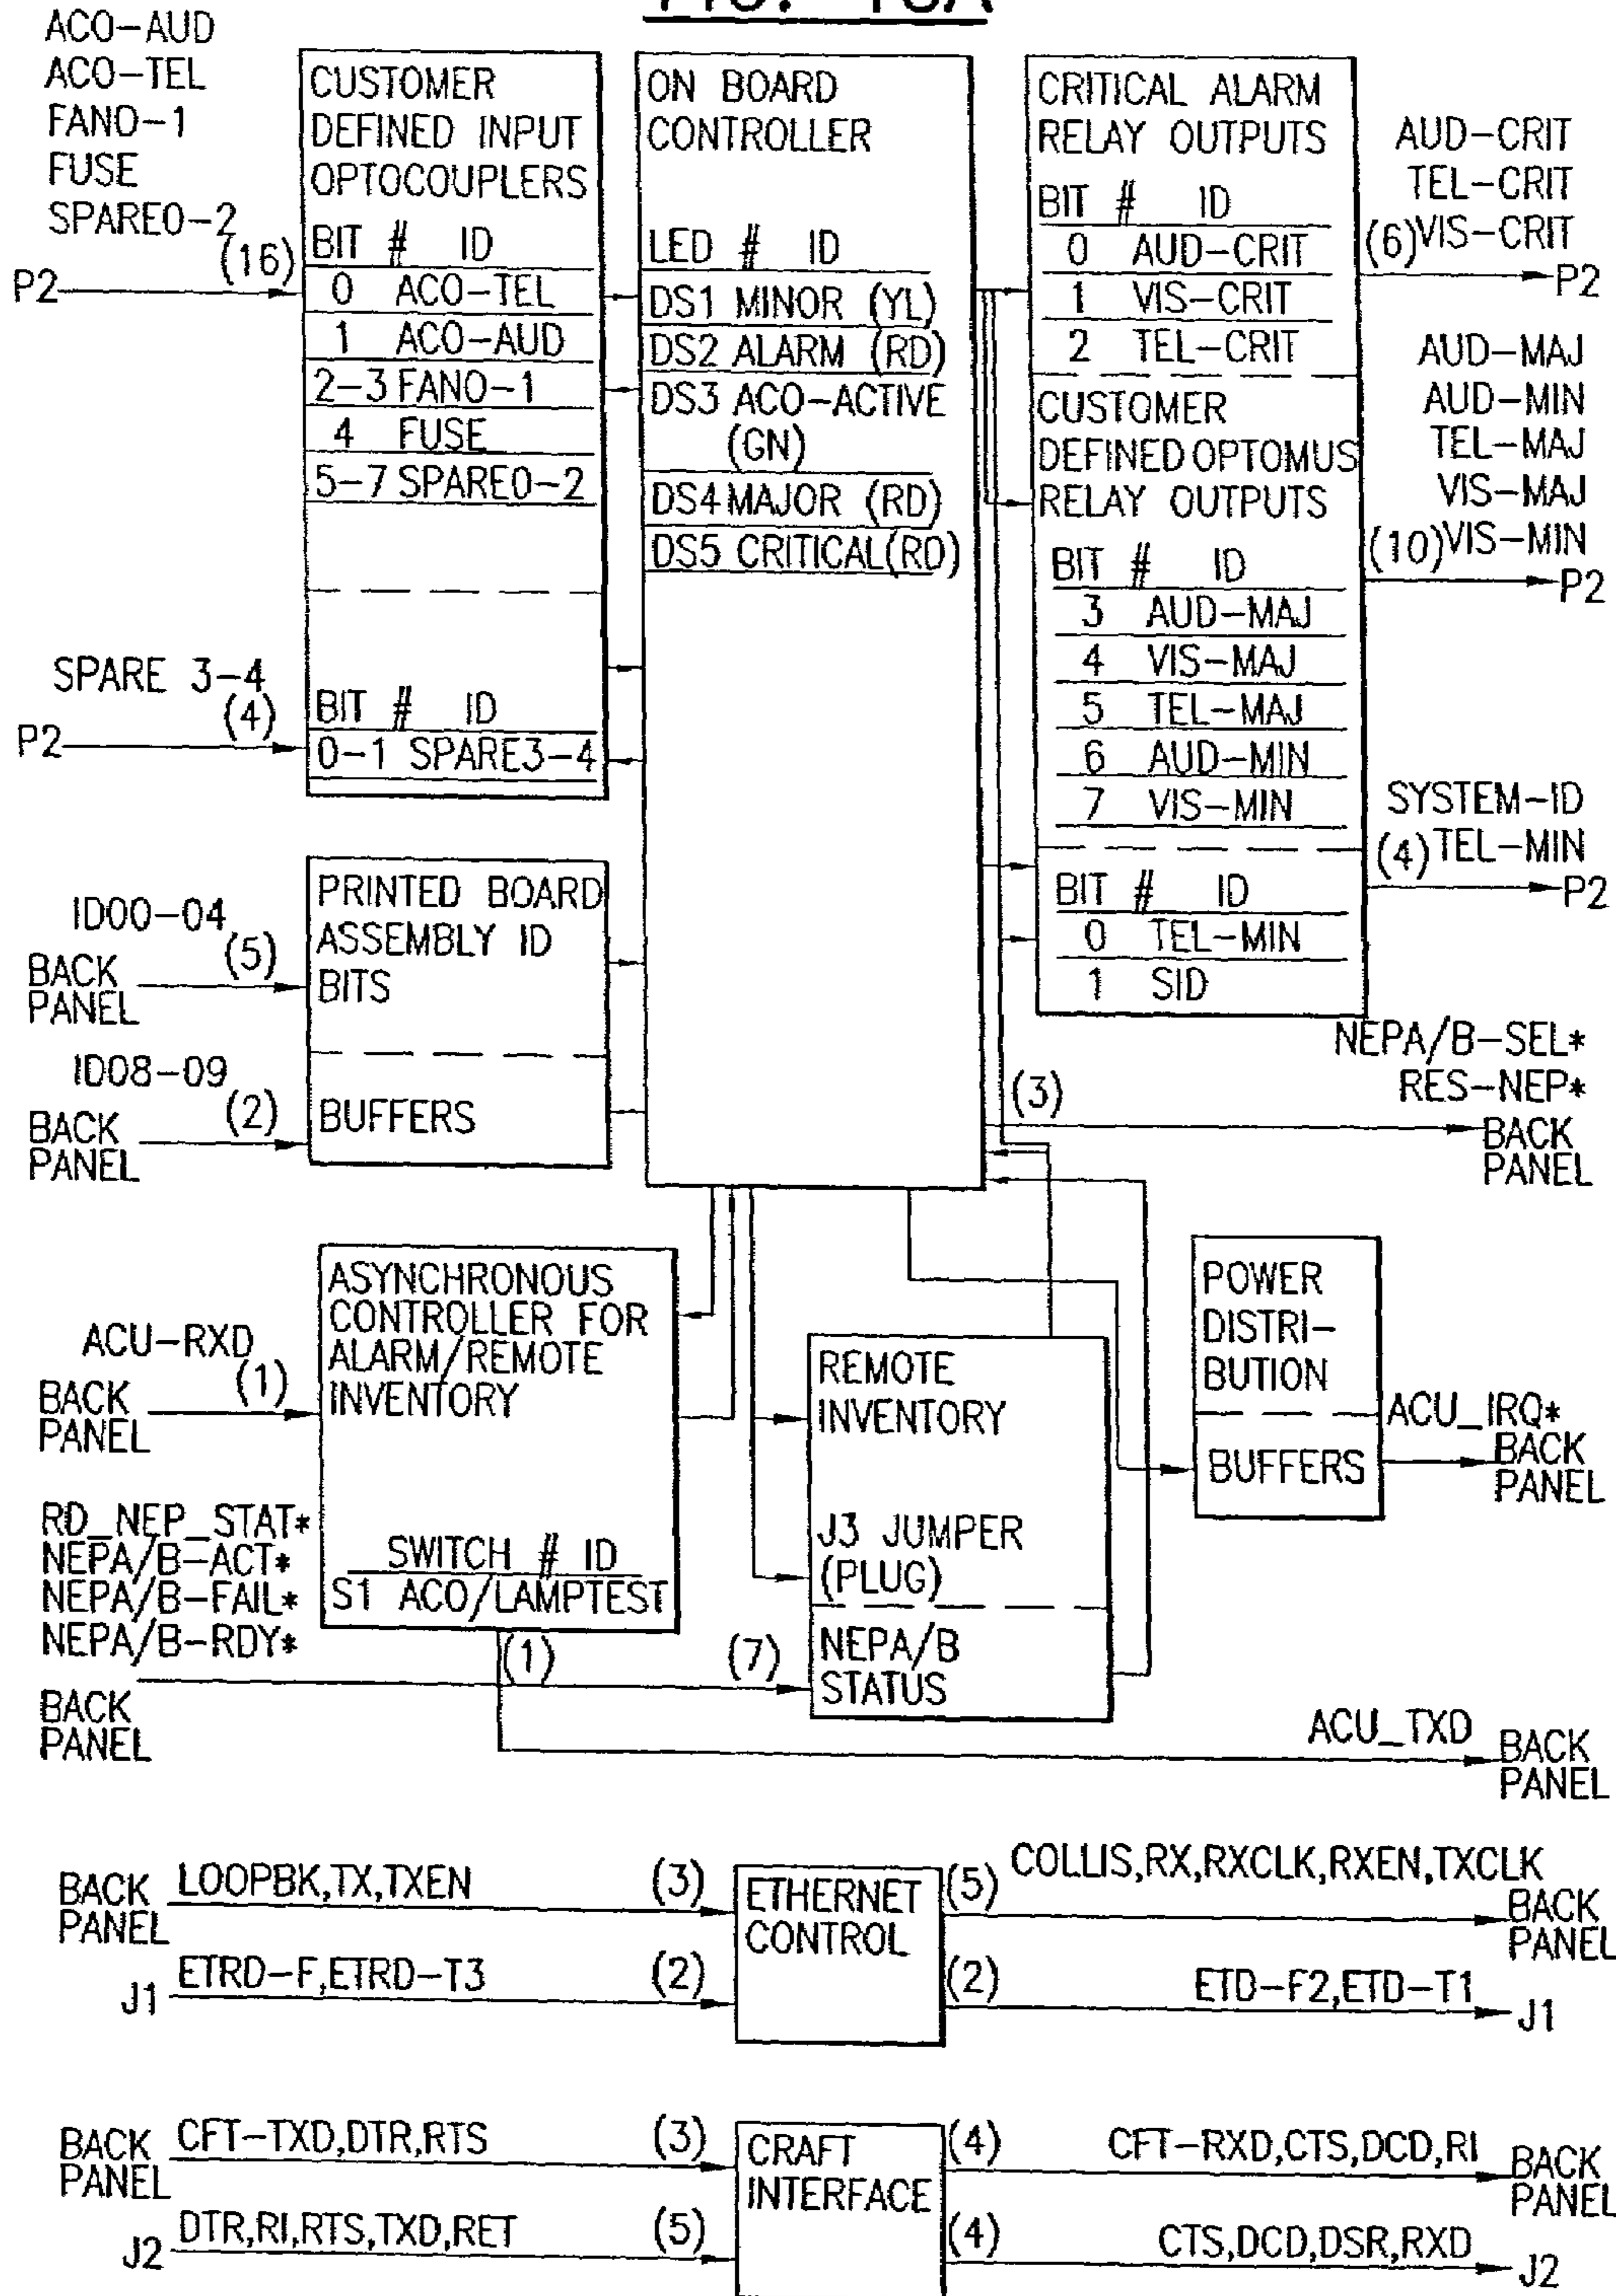 ACO-AUD
ACO-TEL
FANO-1
FUSE
SPARE0-2
(16)
P2
CUSTOMER
DEFINED INPUT
OPTOCOUPLERS
BIT # ID
0 ACO-TEL
1 ACO-AUD
2-3 FANO-1
4 FUSE
5-7 SPARE0-2
SPARE 3-4
(4)
P2
BIT # ID
0-1 SPARE3-4
ON BOARD
CONTROLLER
LED # ID
DS1 MINOR (YL)
DS2 ALARM (RD)
DS3 ACO-ACTIVE
(GN)
DS4 MAJOR (RD)
DS5 CRITICAL(RD)
CRITICAL ALARM
RELAY OUTPUTS
BIT # ID
0 AUD-CRIT
1 VIS-CRIT
2 TEL-CRIT
CUSTOMER
DEFINED OPTOMUS
RELAY OUTPUTS
BIT # ID
3 AUD-MAJ
4 VIS-MAJ
5 TEL-MAJ
6 AUD-MIN
7 VIS-MIN
BIT # ID
0 TEL-MIN
1 SID
AUD-CRIT
TEL-CRIT
(6) VIS-CRIT
P2
AUD-MAJ
AUD-MIN
TEL-MAJ
VIS-MAJ
(10) VIS-MIN
P2
SYSTEM-ID
(4) TEL-MIN
P2
ID00-04
(5)
BACK
PANEL
ID08-09
(2)
BACK
PANEL
PRINTED BOARD
ASSEMBLY ID
BITS
BUFFERS
NEPA/B-SEL*
RES-NEP*
(3)
BACK
PANEL
ACU-RXD
(1)
BACK
PANEL
ASYNCHRONOUS
CONTROLLER FOR
ALARM/REMOTE
INVENTORY
SWITCH # ID
S1 ACO/LAMPTEST
REMOTE
INVENTORY
J3 JUMPER
(PLUG)
NEPA/B
STATUS
POWER
DISTRI-
BUTION
BUFFERS
ACU_IRQ*
BACK
PANEL
RD_NEP_STAT*
NEPA/B-ACT*
NEPA/B-FAIL*
NEPA/B-RDY*
(7)
BACK
PANEL
(1)
ACU_TXD
BACK
PANEL
BACK
PANEL
LOOPBK,TX,TXEN
(3)
J1
ETRD-F,ETRD-T3
(2)
ETHERNET
CONTROL
(5)
COLLIS,RX,RXCLK,RXEN,TXCLK
BACK
PANEL
(2)
ETD-F2,ETD-T1
J1
BACK
PANEL
CFT-TXD,DTR,RTS
(3)
J2
DTR,RI,RTS,TXD,RET
(5)
CRAFT
INTERFACE
(4)
CFT-RXD,CTS,DCD,RI
BACK
PANEL
(4)
CTS,DCD,DSR,RXD
J2